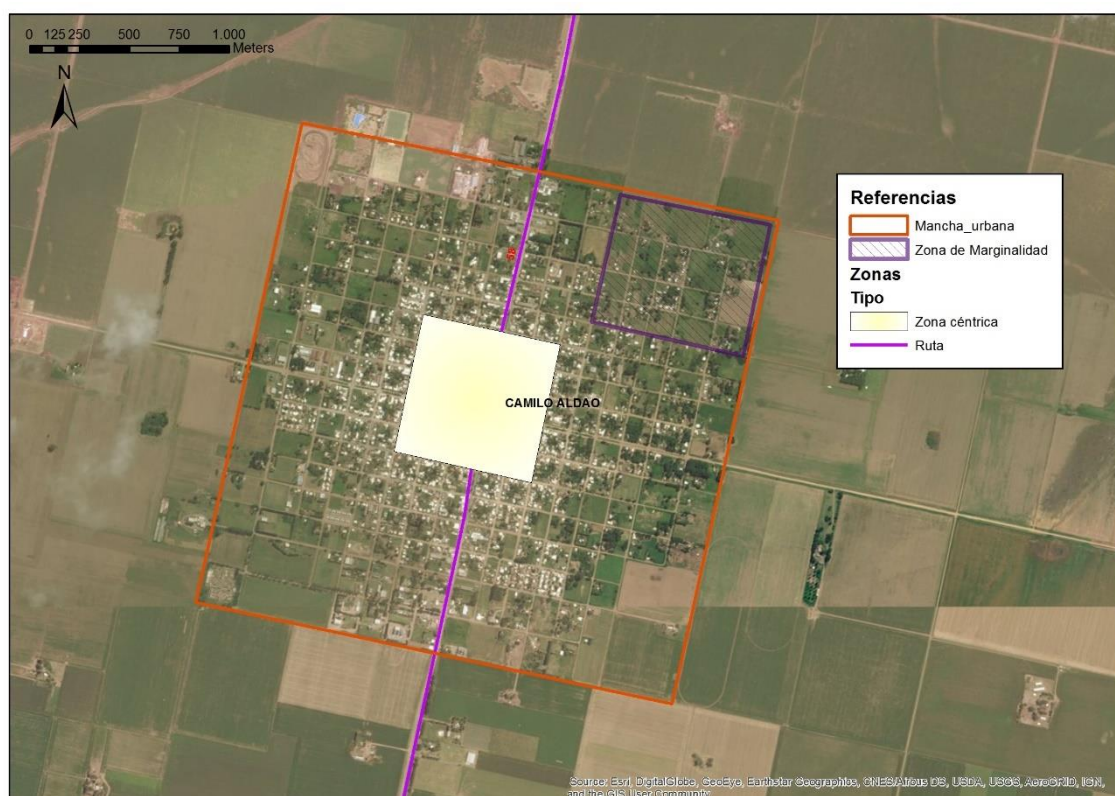 0 125 250 500 750 1.000
Meters
N
58
CAMILO ALDAO
Referencias
Mancha_urbana
Zona de Marginalidad
Zonas
Tipo
Zona céntrica
Ruta
Source: Esri, DigitalGlobe, GeoEye, Earthstar Geographics, CNES/Airbus DS, USDA, USGS, AeroGRID, IGN,
and the GIS User Community